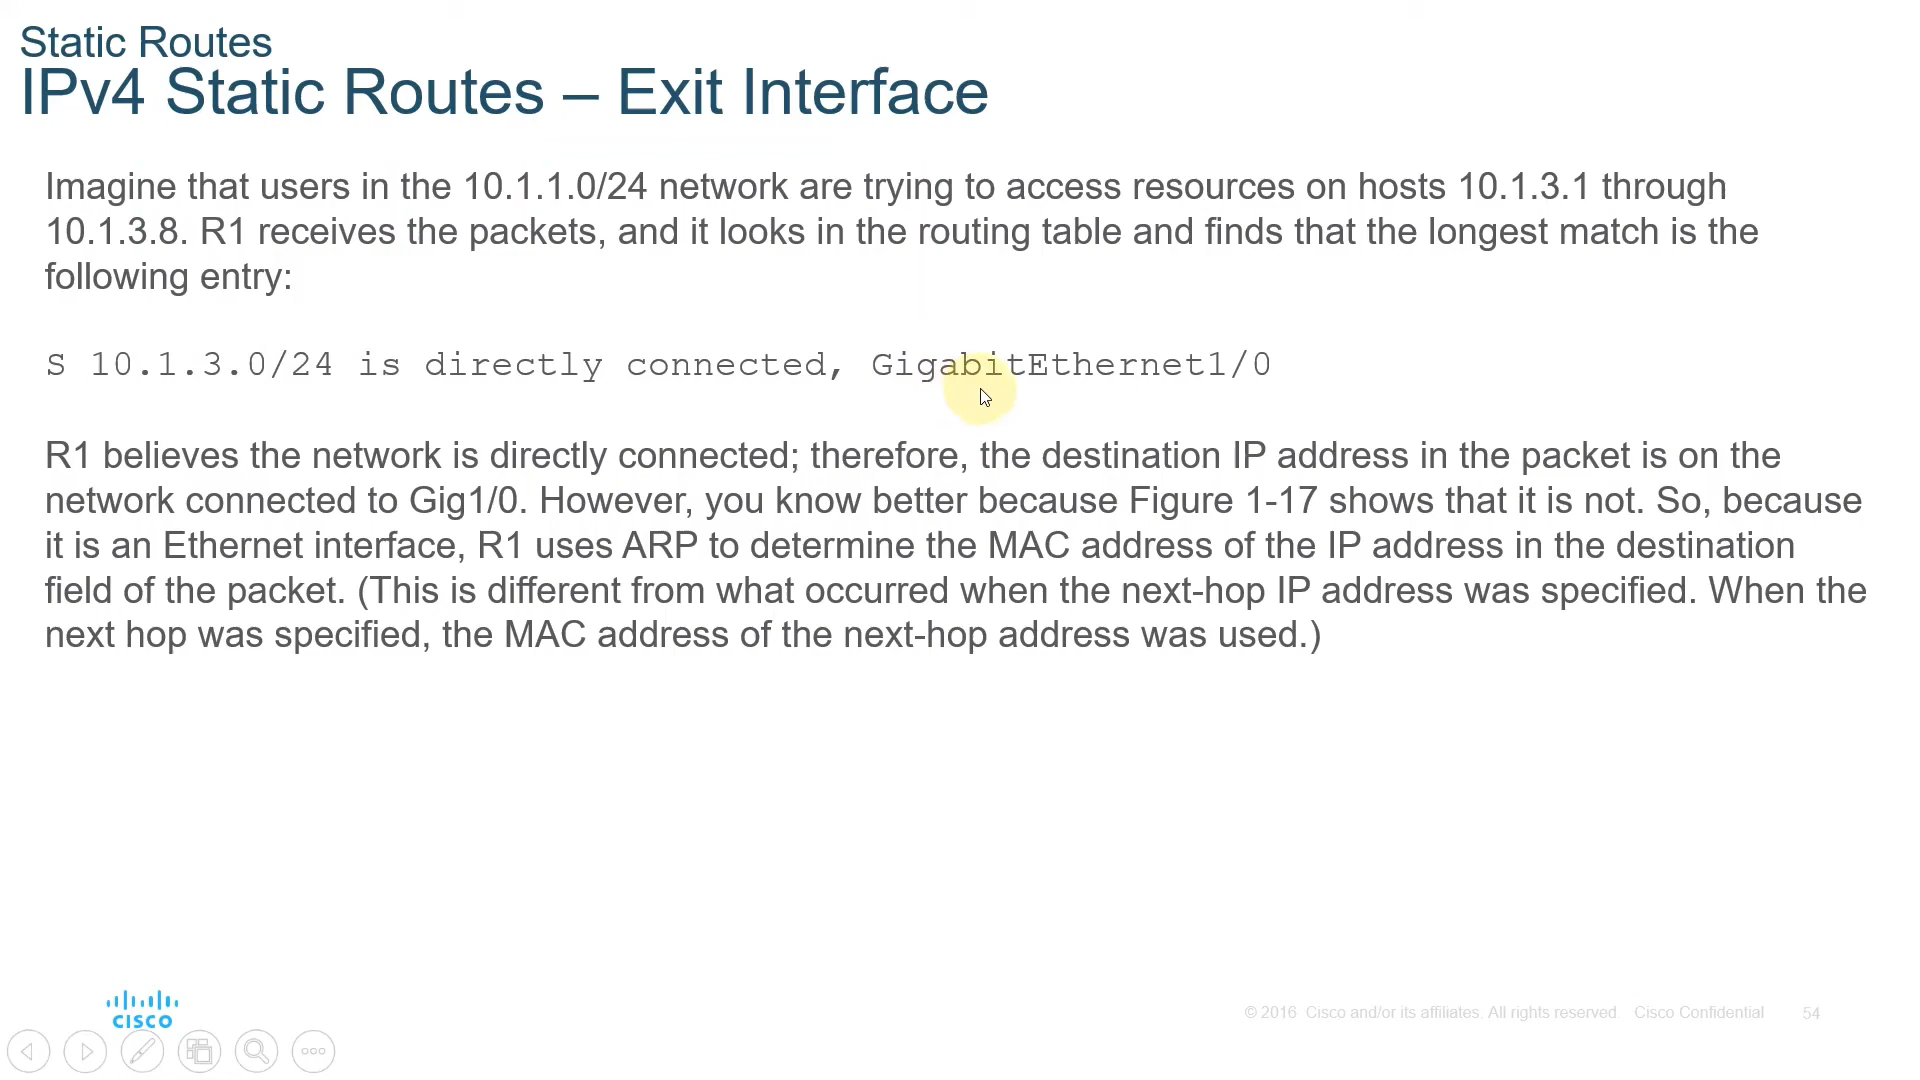 Static Routes
IPv4 Static Routes – Exit Interface
Imagine that users in the 10.1.1.0/24 network are trying to access resources on hosts 10.1.3.1 through
10.1.3.8. R1 receives the packets, and it looks in the routing table and finds that the longest match is the
following entry:
S 10.1.3.0/24 is directly connected, GigabitEthernet1/0
R1 believes the network is directly connected; therefore, the destination IP address in the packet is on the
network connected to Gig1/0. However, you know better because Figure 1-17 shows that it is not. So, because
it is an Ethernet interface, R1 uses ARP to determine the MAC address of the IP address in the destination
field of the packet. (This is different from what occurred when the next-hop IP address was specified. When the
next hop was specified, the MAC address of the next-hop address was used.)
CISCO
© 2016 Cisco and/or its affiliates. All rights reserved. Cisco Confidential 54